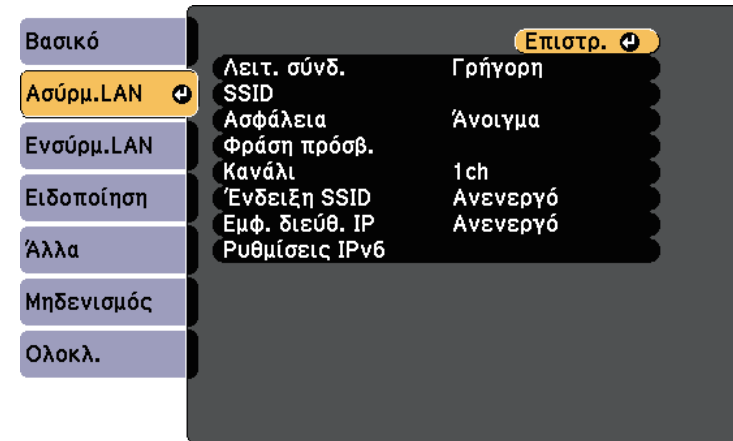 Βασικό
Ασύρμ.LAN
Ενσύρμ.LAN
Ειδοποίηση
Άλλα
Μηδενισμός
Ολοκλ.
Επιστρ.
Λειτ. σύνδ. Γρήγορη
SSID
Ασφάλεια Άνοιγμα
Φράση πρόσβ.
Κανάλι 1ch
Ένδειξη SSID Ανενεργό
Εμφ. διεύθ. IP Ανενεργό
Ρυθμίσεις IPv6